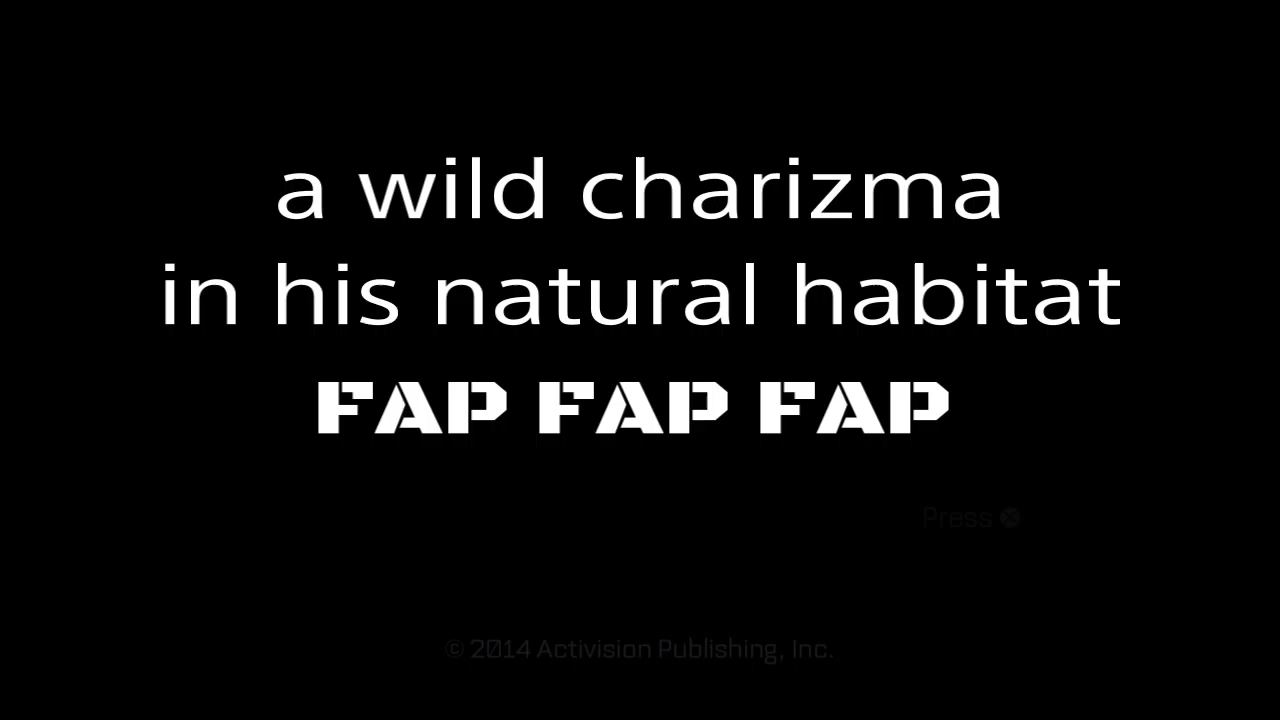 a wild charizma
in his natural habitat
FAP FAP FAP
Press
© 2014 Activision Publishing, Inc.